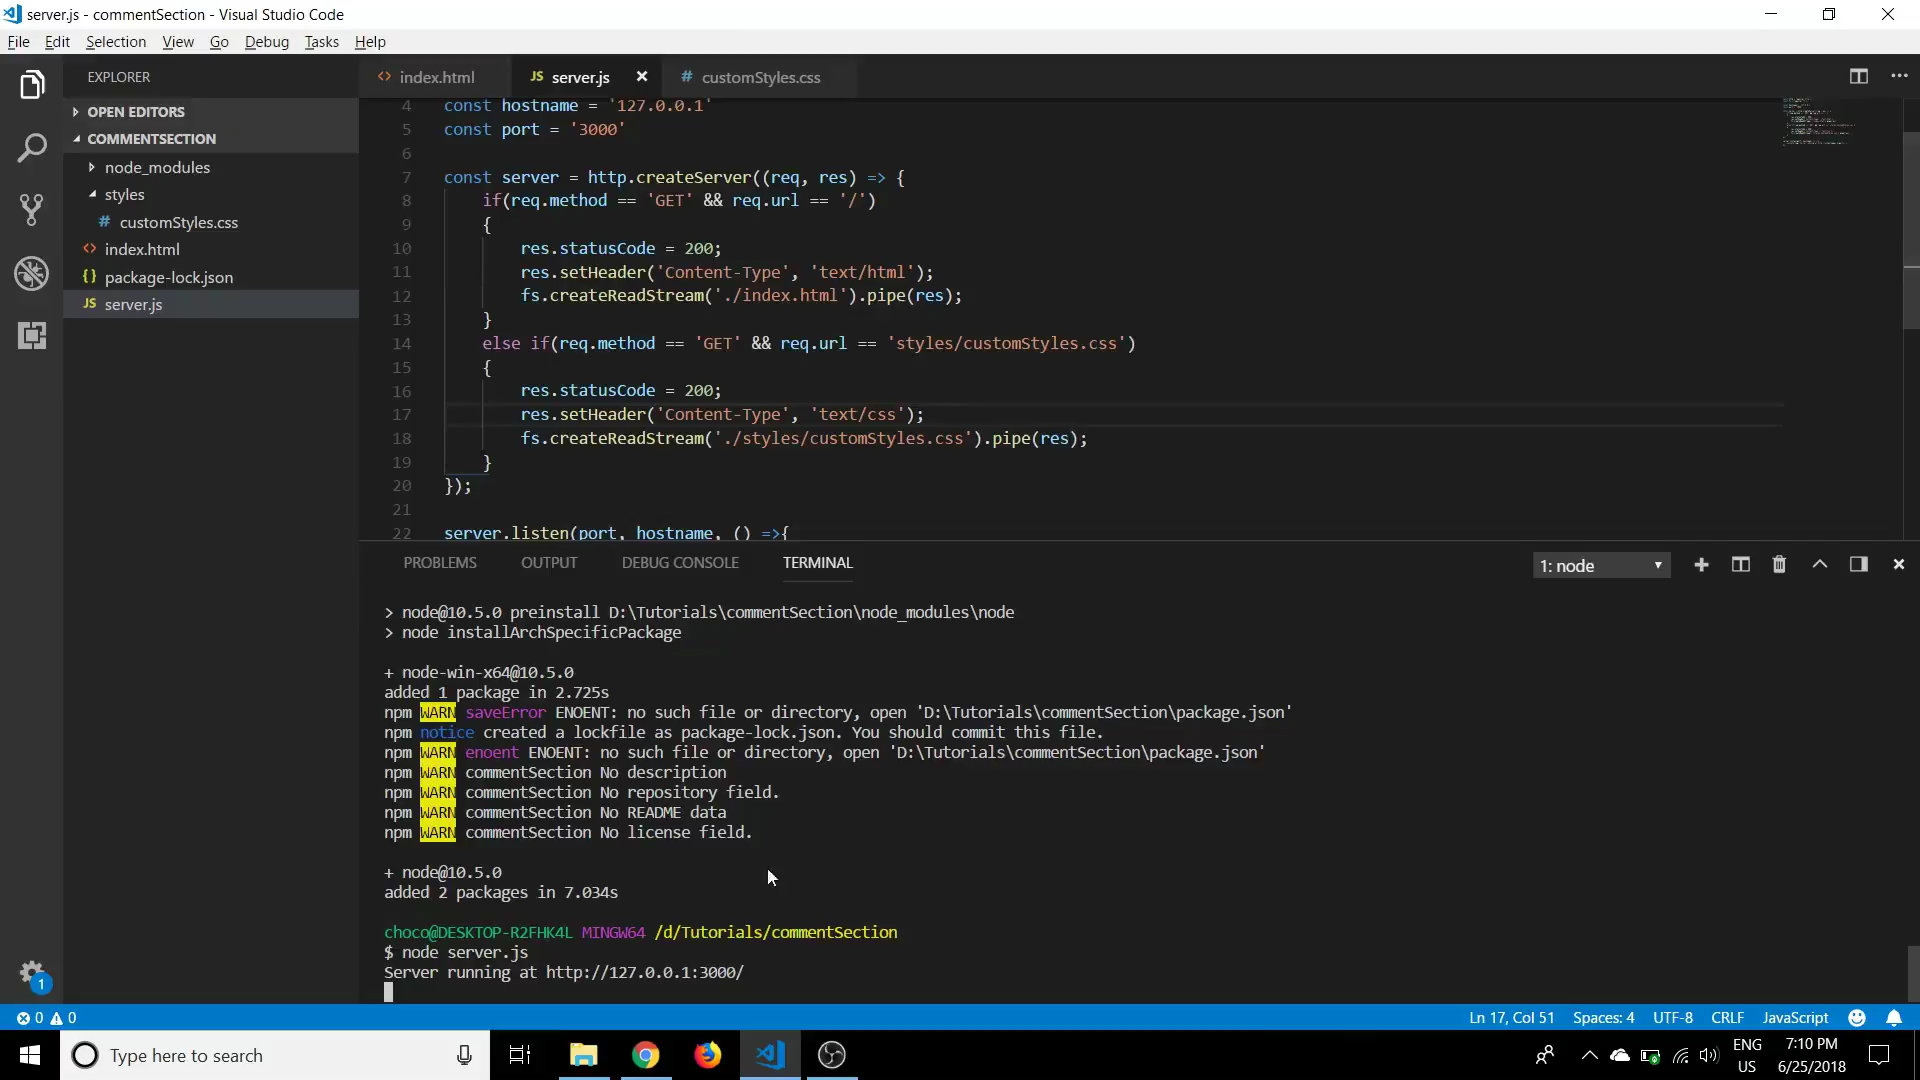 server.js - commentSection - Visual Studio Code
File Edit Selection View Go Debug Tasks Help
EXPLORER
OPEN EDITORS
COMMENTSECTION
node_modules
styles
# customStyles.css
<> index.html
{} package-lock.json
JS server.js
<> index.html JS server.js # customStyles.css
4 const hostname = '127.0.0.1'
5 const port = '3000'
6
7 const server = http.createServer((req, res) => {
8 if(req.method == 'GET' && req.url == '/')
9 {
10 res.statusCode = 200;
11 res.setHeader('Content-Type', 'text/html');
12 fs.createReadStream('./index.html').pipe(res);
13 }
14 else if(req.method == 'GET' && req.url == 'styles/customStyles.css')
15 {
16 res.statusCode = 200;
17 res.setHeader('Content-Type', 'text/css');
18 fs.createReadStream('./styles/customStyles.css').pipe(res);
19 }
20 });
21
22 server.listen(port, hostname, () =>{
PROBLEMS OUTPUT DEBUG CONSOLE TERMINAL
1: node
> node@10.5.0 preinstall D:\Tutorials\commentSection\node_modules\node
> node installArchSpecificPackage
+ node-win-x64@10.5.0
added 1 package in 2.725s
npm WARN saveError ENOENT: no such file or directory, open 'D:\Tutorials\commentSection\package.json'
npm notice created a lockfile as package-lock.json. You should commit this file.
npm WARN enoent ENOENT: no such file or directory, open 'D:\Tutorials\commentSection\package.json'
npm WARN commentSection No description
npm WARN commentSection No repository field.
npm WARN commentSection No README data
npm WARN commentSection No license field.
+ node@10.5.0
added 2 packages in 7.034s
choco@DESKTOP-R2FHK4L MINGW64 /d/Tutorials/commentSection
$ node server.js
Server running at http://127.0.0.1:3000/
1
0 0
Ln 17, Col 51 Spaces: 4 UTF-8 CRLF JavaScript
Type here to search
ENG
US
7:10 PM
6/25/2018